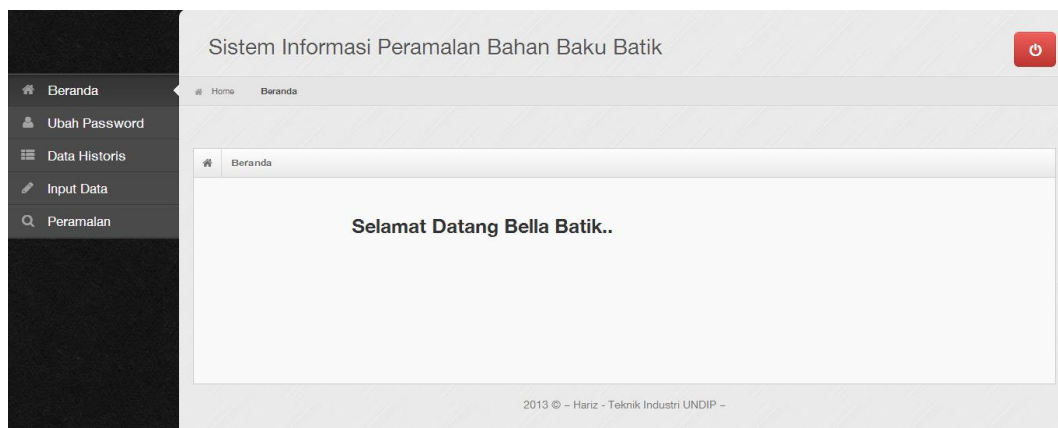 Sistem Informasi Peramalan Bahan Baku Batik
Beranda
Ubah Password
Data Historis
Input Data
Peramalan
Home Beranda
Beranda
Selamat Datang Bella Batik..
2013 © – Hariz - Teknik Industri UNDIP –